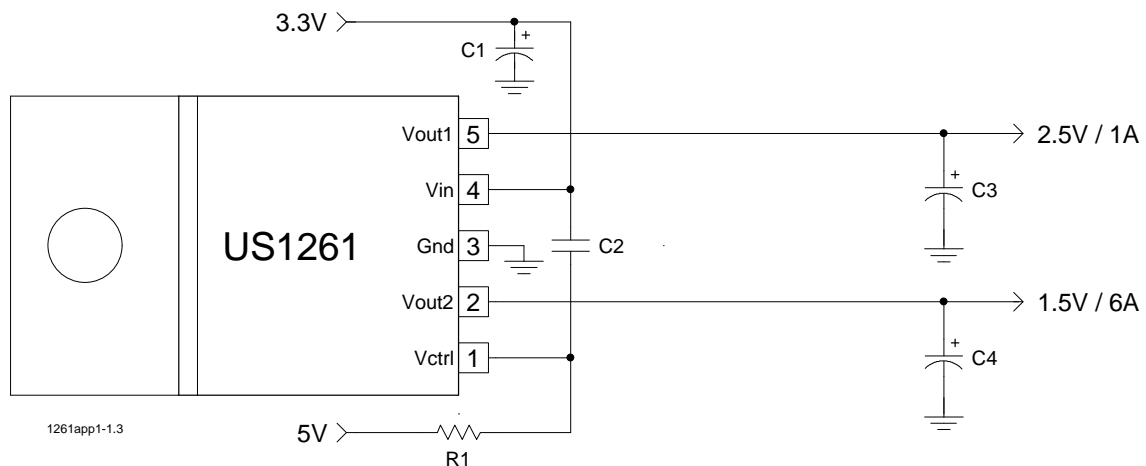 3.3V
C1
+
Vout1 5
2.5V / 1A
Vin 4
+
C3
US1261
Gnd 3
C2
Vout2 2
1.5V / 6A
Vctrl 1
+
C4
1261app1-1.3
5V
R1